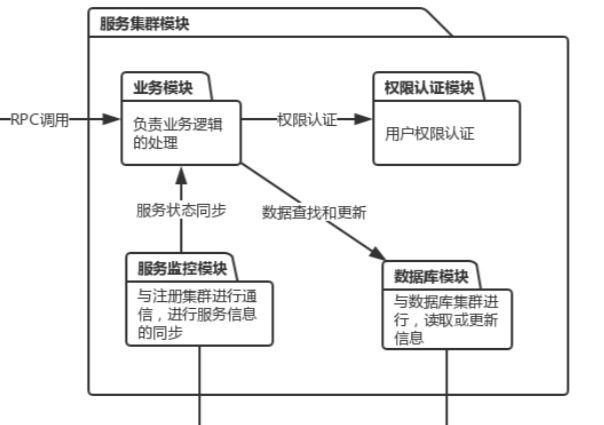 服务集群模块
业务模块
负责业务逻辑
的处理
权限认证模块
用户权限认证
RPC调用
权限认证
服务状态同步
数据查找和更新
服务监控模块
与注册集群进行通
信，进行服务信息
的同步
数据库模块
与数据库集群进
行，读取或更新
信息